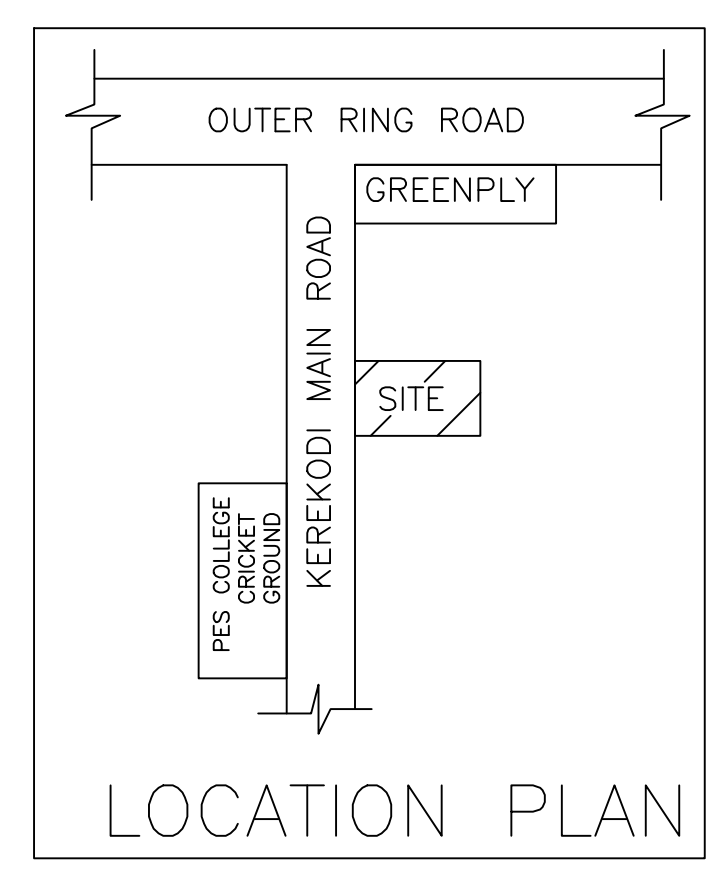 OUTER RING ROAD
GREENPLY
KEREKODI MAIN ROAD
SITE
PES COLLEGE
CRICKET
GROUND
LOCATION PLAN